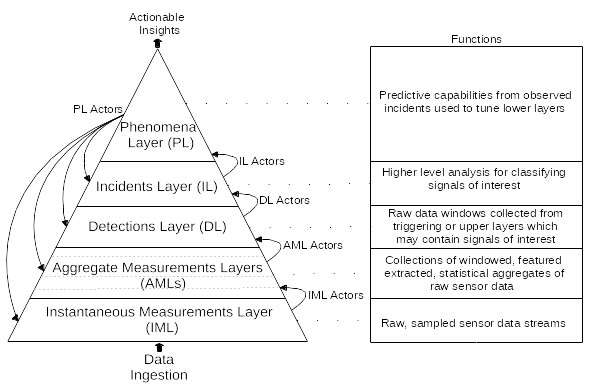 Actionable
Insights
Functions
PL Actors
Phenomena
Layer (PL)
Predictive capabilities from observed
incidents used to tune lower layers
IL Actors
Incidents Layer (IL)
Higher level analysis for classifying
signals of interest
DL Actors
Detections Layer (DL)
Raw data windows collected from
triggering or upper layers which
may contain signals of interest
AML Actors
Aggregate Measurements Layers
(AMLs)
Collections of windowed, featured
extracted, statistical aggregates of
raw sensor data
IML Actors
Instantaneous Measurements Layer
(IML)
Raw, sampled sensor data streams
Data
Ingestion